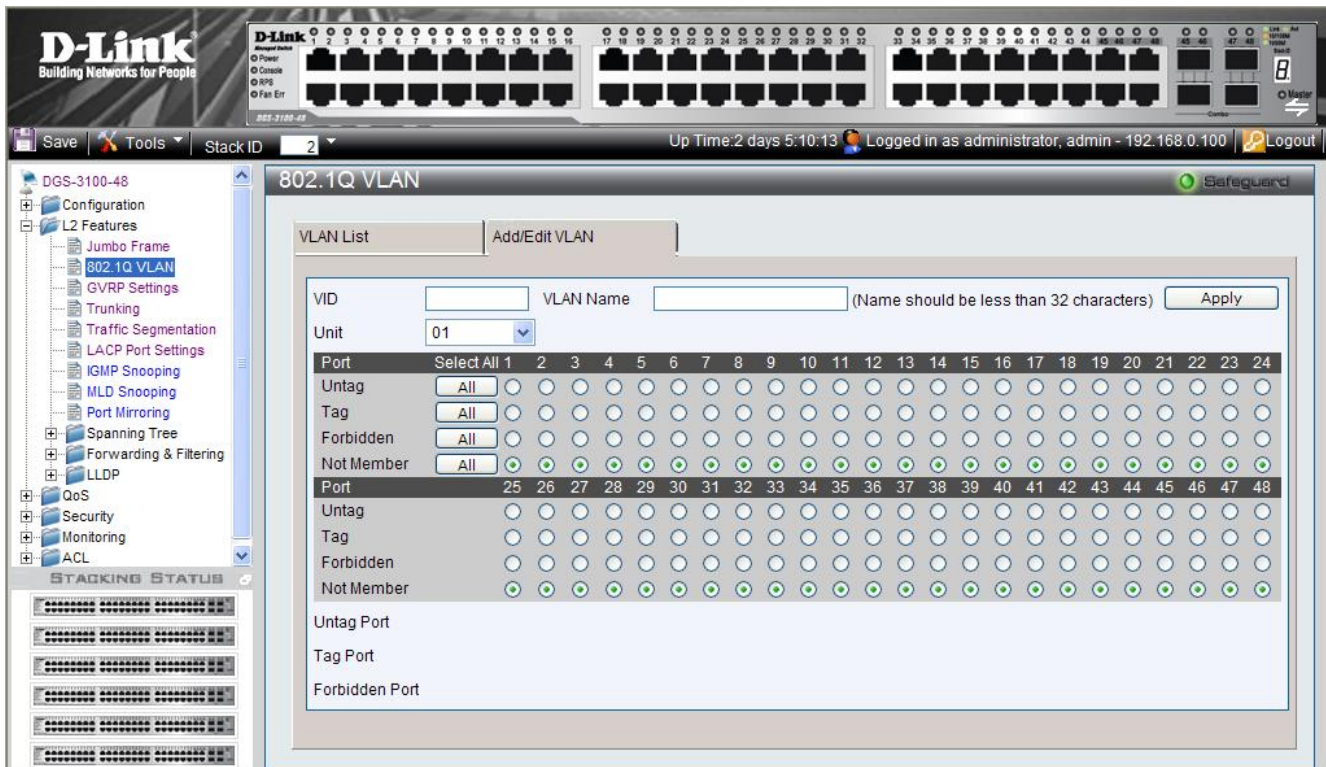 D-Link
Building Networks for People
D-Link 1 2 3 4 5 6 7 8 9 10 11 12 13 14 15 16 17 18 19 20 21 22 23 24 25 26 27 28 29 30 31 32 33 34 35 36 37 38 39 40 41 42 43 44 45 46 47 48 45 46 47 48
Managed Switch
Power
Console
RPS
Fan Err
DGS-3100-48
8.
Master
Combo
Save Tools Stack ID 2 Up Time:2 days 5:10:13 Logged in as administrator, admin - 192.168.0.100 Logout
DGS-3100-48
Configuration
L2 Features
Jumbo Frame
802.1Q VLAN
GVRP Settings
Trunking
Traffic Segmentation
LACP Port Settings
IGMP Snooping
MLD Snooping
Port Mirroring
Spanning Tree
Forwarding & Filtering
LLDP
QoS
Security
Monitoring
ACL
STACKING STATUS
802.1Q VLAN Safeguard
VLAN List Add/Edit VLAN
VID VLAN Name (Name should be less than 32 characters) Apply
Unit 01
Port Select All 1 2 3 4 5 6 7 8 9 10 11 12 13 14 15 16 17 18 19 20 21 22 23 24
Untag All
Tag All
Forbidden All
Not Member All
Port 25 26 27 28 29 30 31 32 33 34 35 36 37 38 39 40 41 42 43 44 45 46 47 48
Untag
Tag
Forbidden
Not Member
Untag Port
Tag Port
Forbidden Port